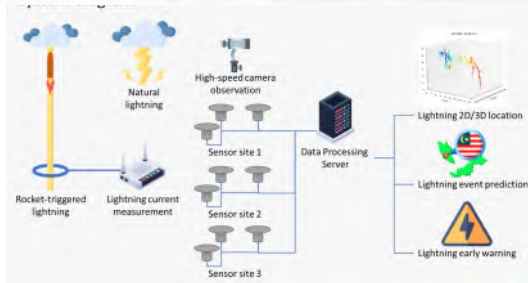 Natural
lightning
High-speed camera
observation
Lightning 2D/3D location
Sensor site 1
Data Processing
Server
Rocket-triggered
lightning
Lightning current
measurement
Lightning event prediction
Sensor site 2
Lightning early warning
Sensor site 3